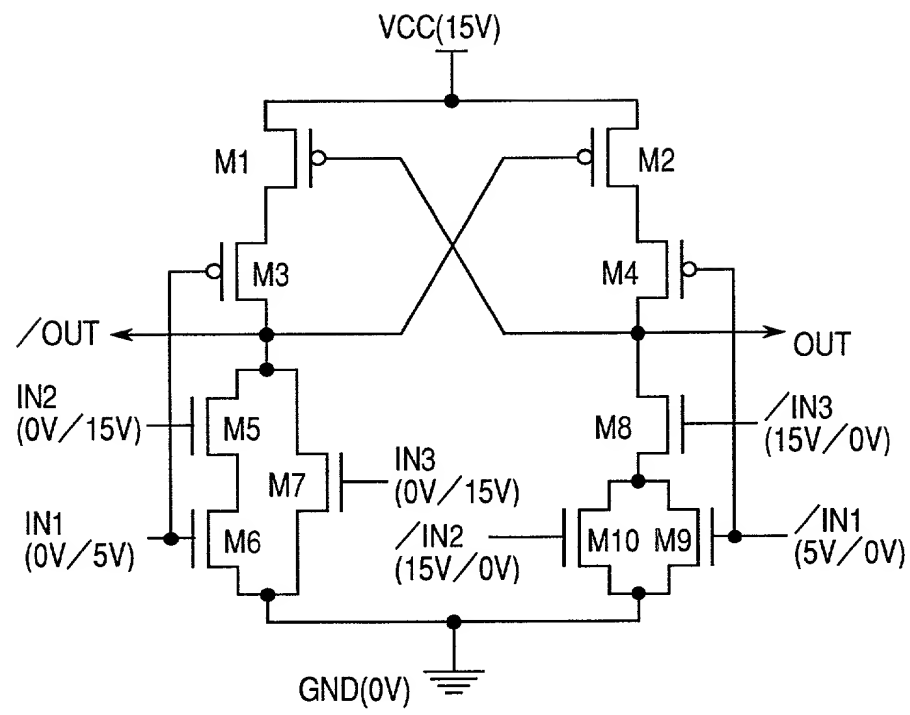 VCC(15V)
M1
M2
M3
M4
/OUT
OUT
IN2
(0V/15V)
M5
M8
/IN3
(15V/0V)
M7
IN3
(0V/15V)
IN1
(0V/5V)
M6
/IN2
(15V/0V)
M10
M9
/IN1
(5V/0V)
GND(0V)